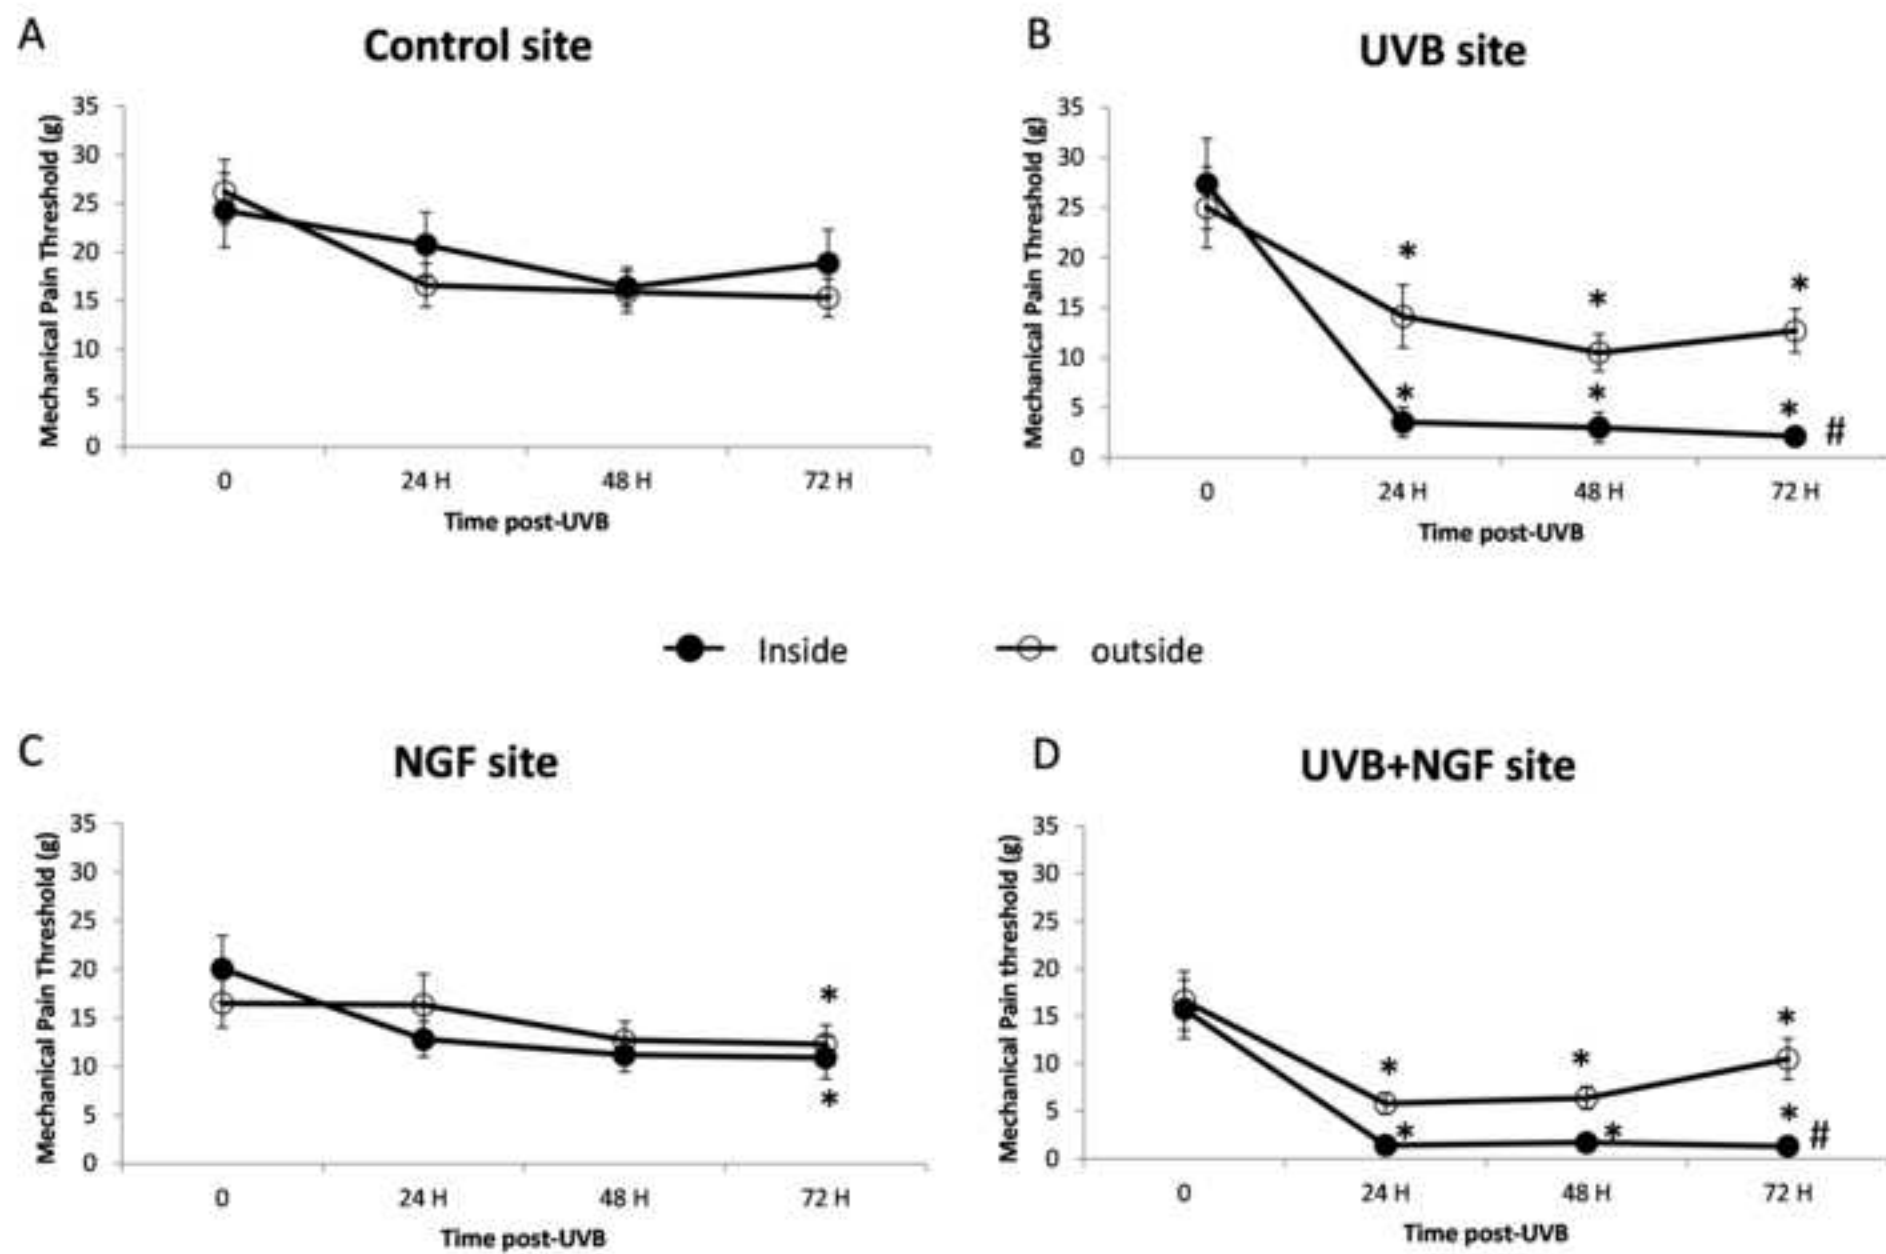 A
Control site
Mechanical Pain Threshold (g)
35
30
25
20
15
10
5
0
0 24 H 48 H 72 H
Time post-UVB
B
UVB site
Mechanical Pain Threshold (g)
35
30
25
20
15
10
5
0
* * *
* * * #
0 24 H 48 H 72 H
Time post-UVB
Inside outside
C
NGF site
Mechanical Pain Threshold (g)
35
30
25
20
15
10
5
0
*
*
0 24 H 48 H 72 H
Time post-UVB
D
UVB+NGF site
Mechanical Pain threshold (g)
35
30
25
20
15
10
5
0
* * *
* * * #
0 24 H 48 H 72 H
Time post-UVB